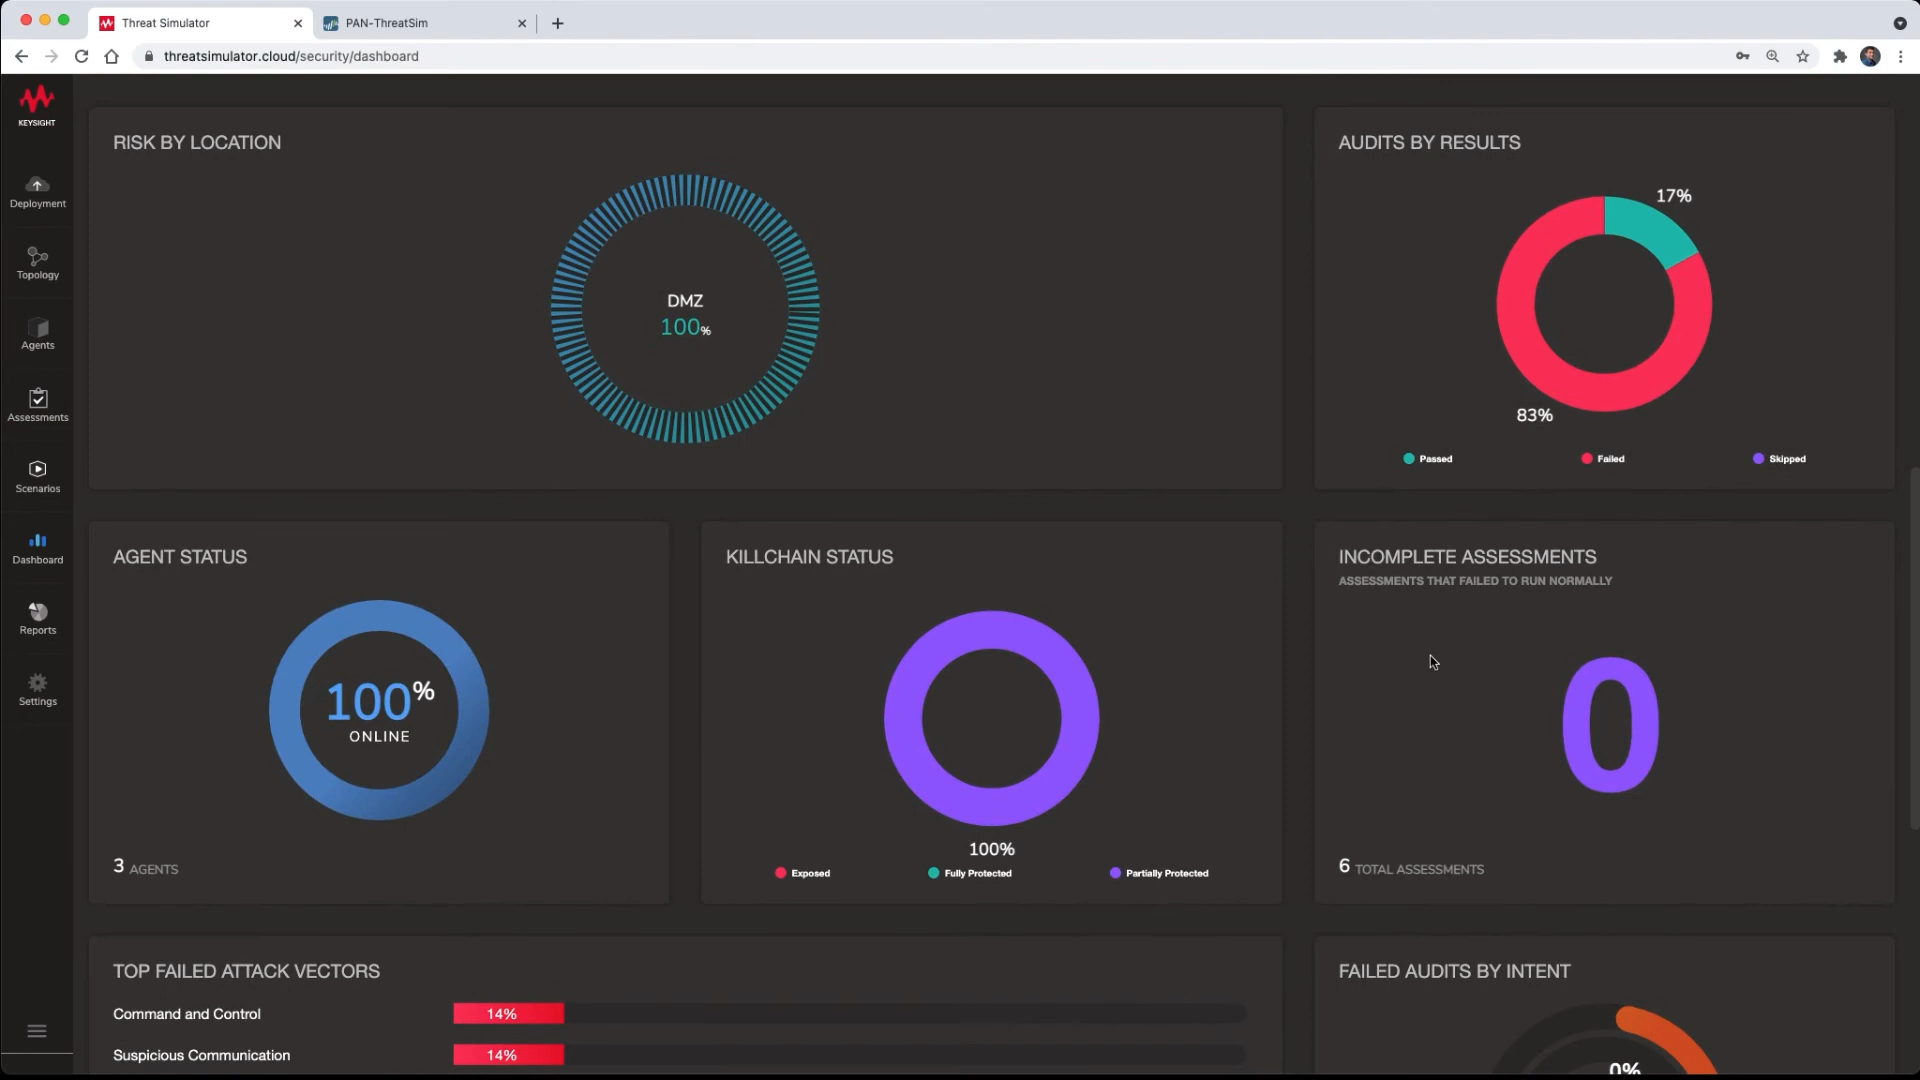 Threat Simulator
PAN-ThreatSim
threatsimulator.cloud/security/dashboard
KEYSIGHT
Deployment
Topology
Agents
Assessments
Scenarios
Dashboard
Reports
Settings
RISK BY LOCATION
DMZ
100%
AUDITS BY RESULTS
17%
83%
Passed
Failed
Skipped
AGENT STATUS
100%
ONLINE
3 AGENTS
KILLCHAIN STATUS
100%
Exposed
Fully Protected
Partially Protected
INCOMPLETE ASSESSMENTS
ASSESSMENTS THAT FAILED TO RUN NORMALLY
0
6 TOTAL ASSESSMENTS
TOP FAILED ATTACK VECTORS
Command and Control
14%
Suspicious Communication
14%
FAILED AUDITS BY INTENT
0%